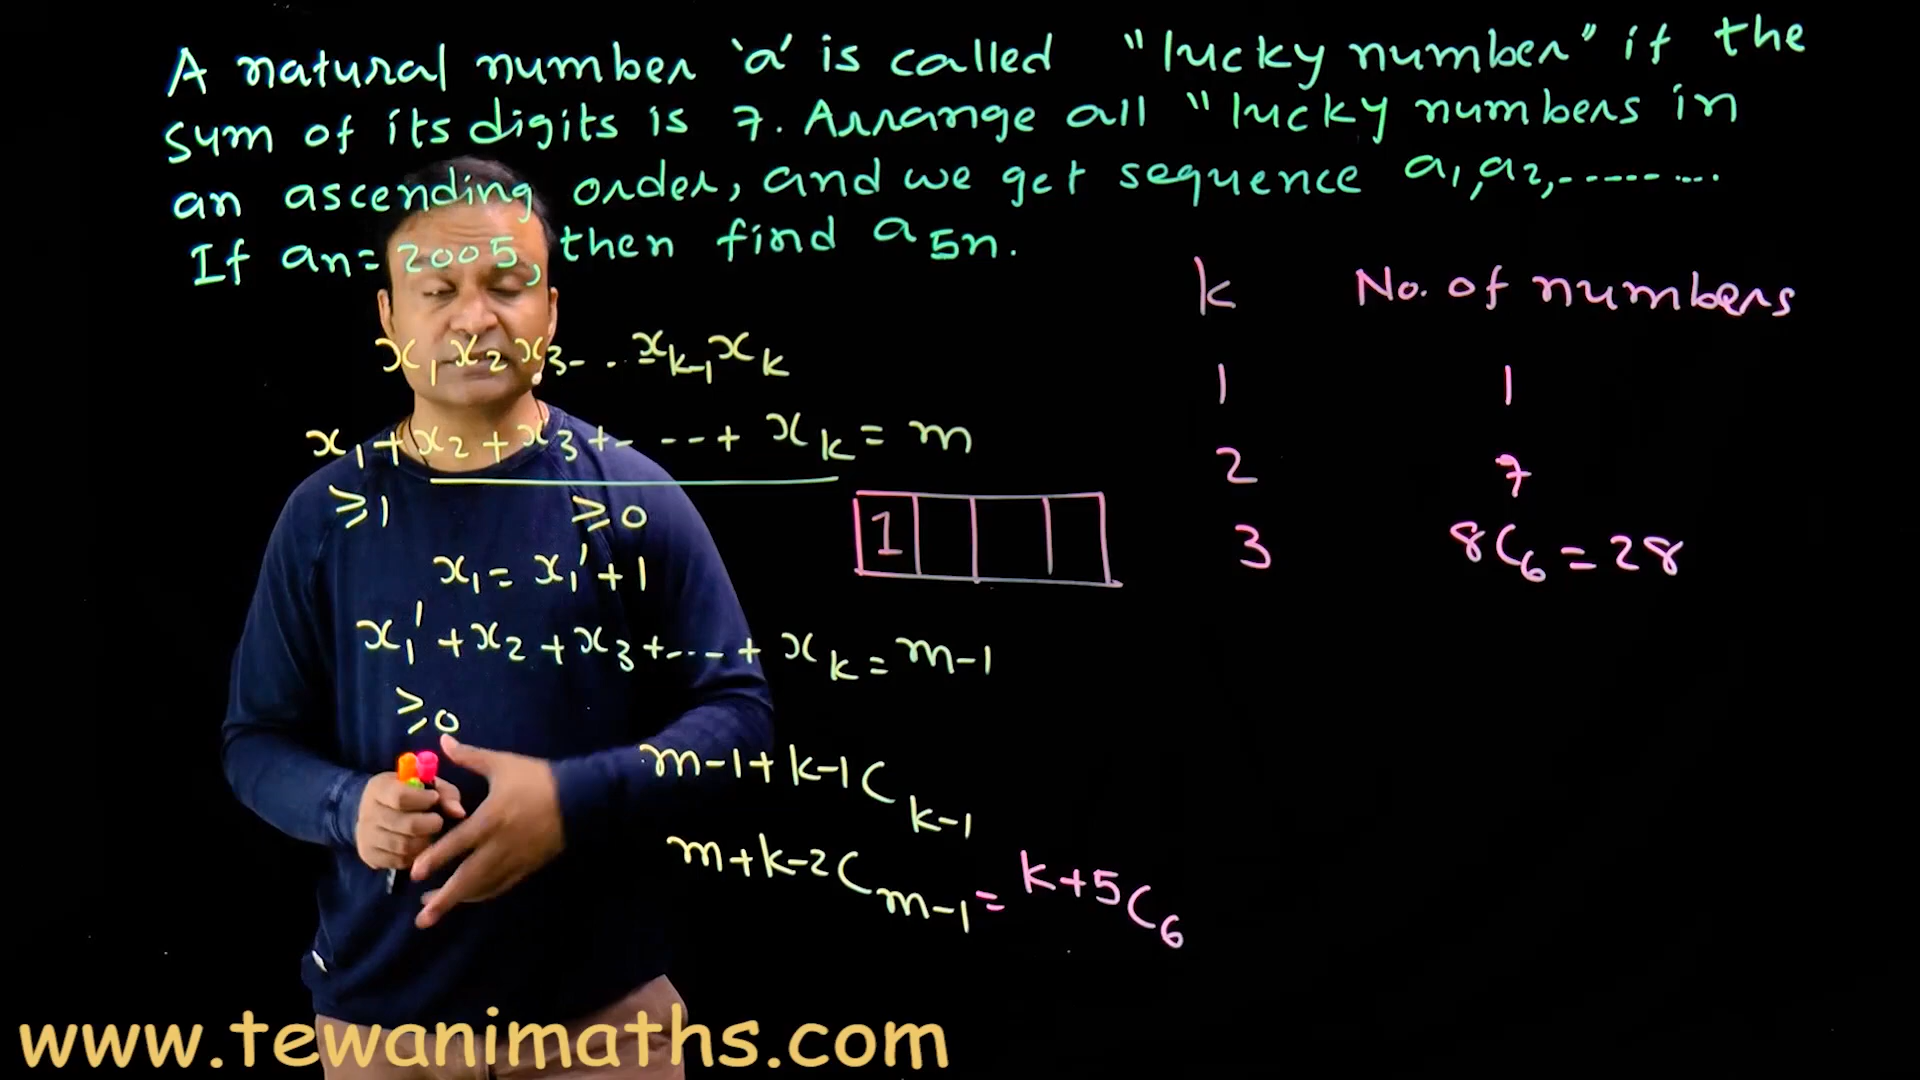 A natural number 'a' is called "lucky number" if the
sum of its digits is 7. Arrange all "lucky numbers in
an ascending order, and we get sequence a₁, a₂, ---------
If aₙ = 2005, then find a₅ₙ.
k No. of numbers
x₁ x₂ x₃ - . . x̲ₖ₋₁ xₖ
1 1
x₁ + x₂ + x₃ + - - - + xₖ = m
2 7
≥1 ≥0
1
3 8C₆ = 28
x₁ = x₁' + 1
x₁' + x₂ + x₃ + --- + xₖ = m-1
≥0
m-1+k-1Cₖ₋₁
m+k-2Cₘ₋₁ = k+5C₆
www.tewanimaths.com